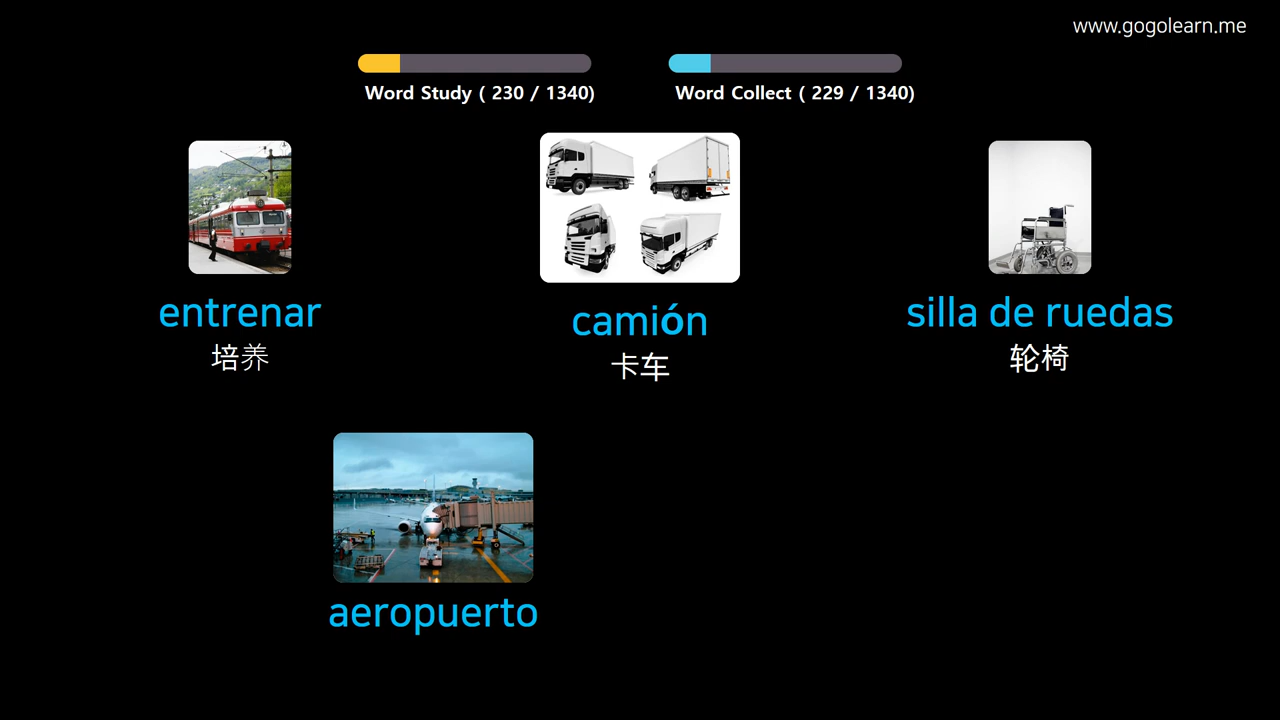 www.gogolearn.me
Word Study ( 230 / 1340)
Word Collect ( 229 / 1340)
entrenar
培养
camión
卡车
silla de ruedas
轮椅
aeropuerto